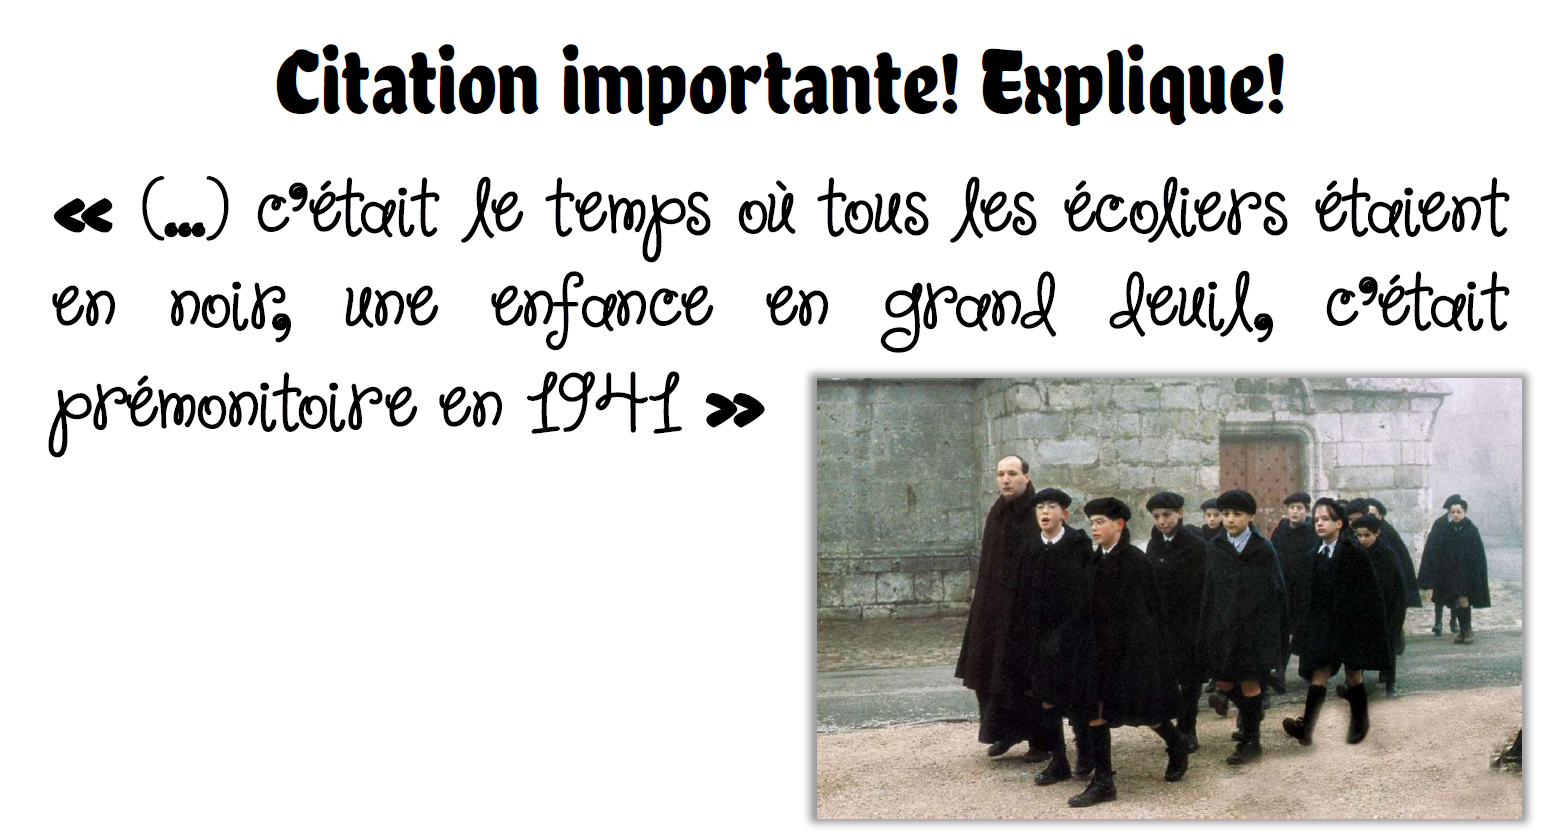 Citation importante! Explique!
« (...) c'était le temps où tous les écoliers étaient
en noir, une enfance en grand deuil, c'était
prémonitoire en 1941 »